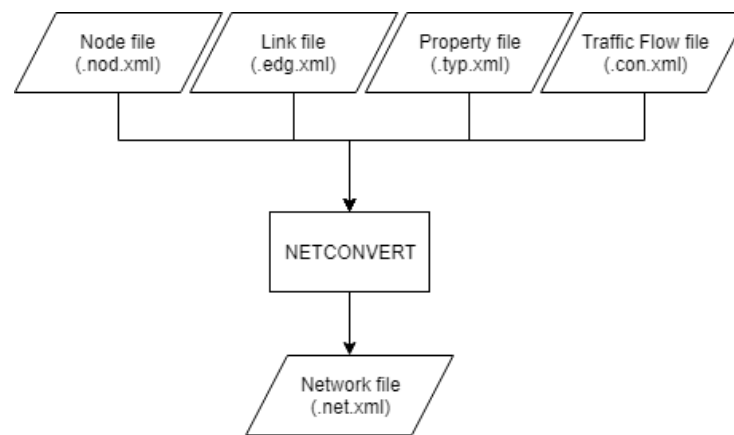 Node file
(.nod.xml)
Link file
(.edg.xml)
Property file
(.typ.xml)
Traffic Flow file
(.con.xml)
NETCONVERT
Network file
(.net.xml)